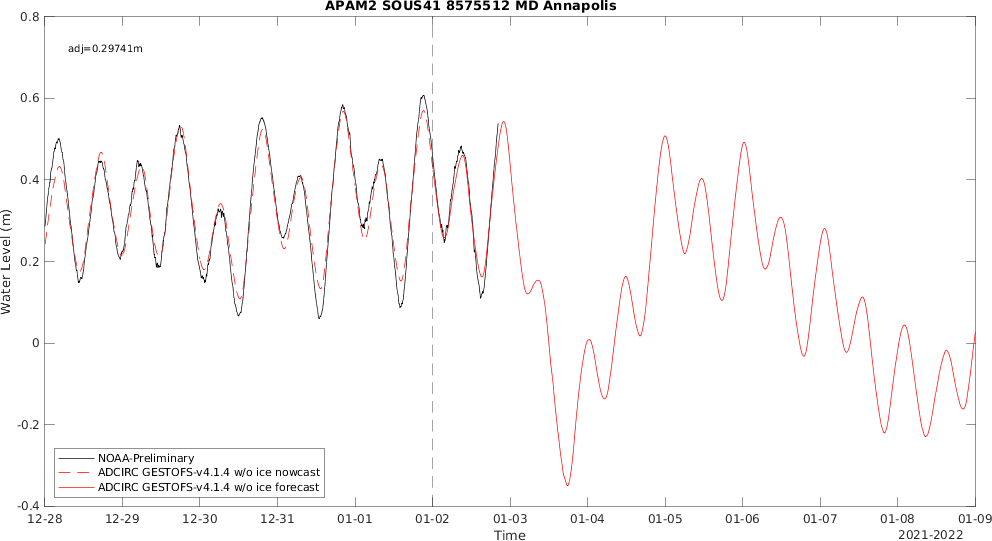 APAM2 SOUS41 8575512 MD Annapolis
0.8
adj=0.29741m
0.6
0.4
0.2
0
-0.2
-0.4
Water Level (m)
NOAA-Preliminary
ADCIRC GESTOFS-v4.1.4 w/o ice nowcast
ADCIRC GESTOFS-v4.1.4 w/o ice forecast
12-28 12-29 12-30 12-31 01-01 01-02 01-03 01-04 01-05 01-06 01-07 01-08 01-09
Time
2021-2022